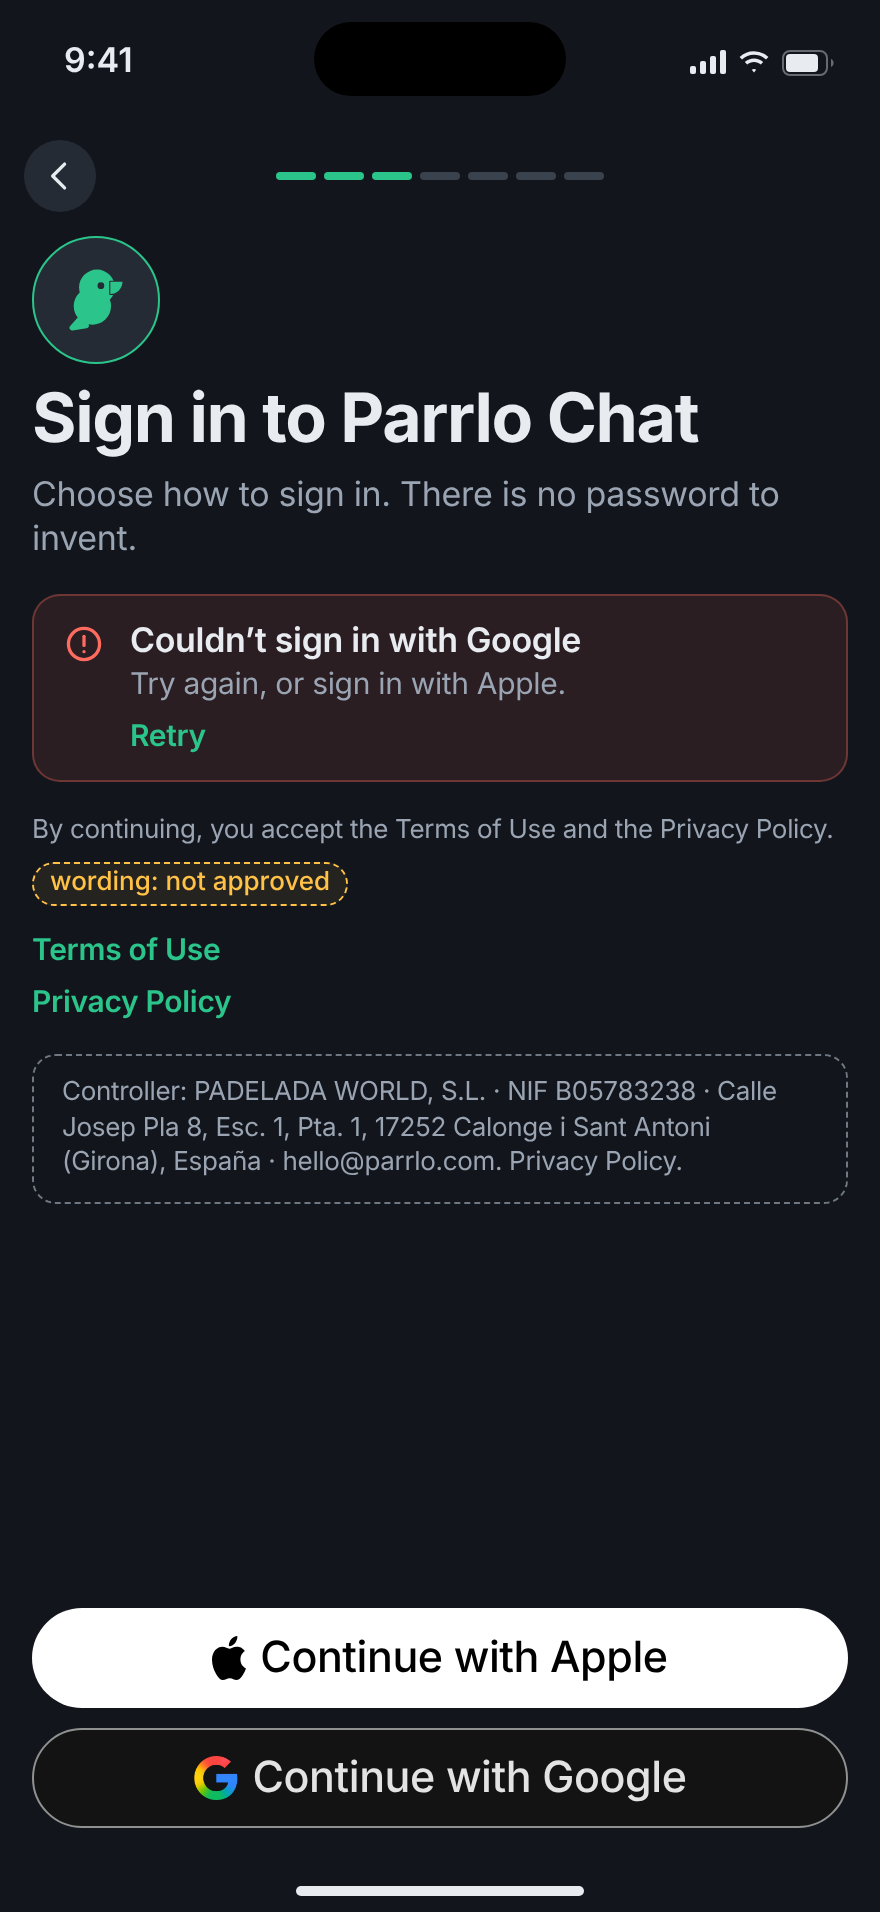 9:41
Sign in to Parrlo Chat
Choose how to sign in. There is no password to
invent.
Couldn’t sign in with Google
Try again, or sign in with Apple.
Retry
By continuing, you accept the Terms of Use and the Privacy Policy.
wording: not approved
Terms of Use
Privacy Policy
Controller: PADELADA WORLD, S.L. · NIF B05783238 · Calle
Josep Pla 8, Esc. 1, Pta. 1, 17252 Calonge i Sant Antoni
(Girona), España · hello@parrlo.com. Privacy Policy.
Continue with Apple
Continue with Google